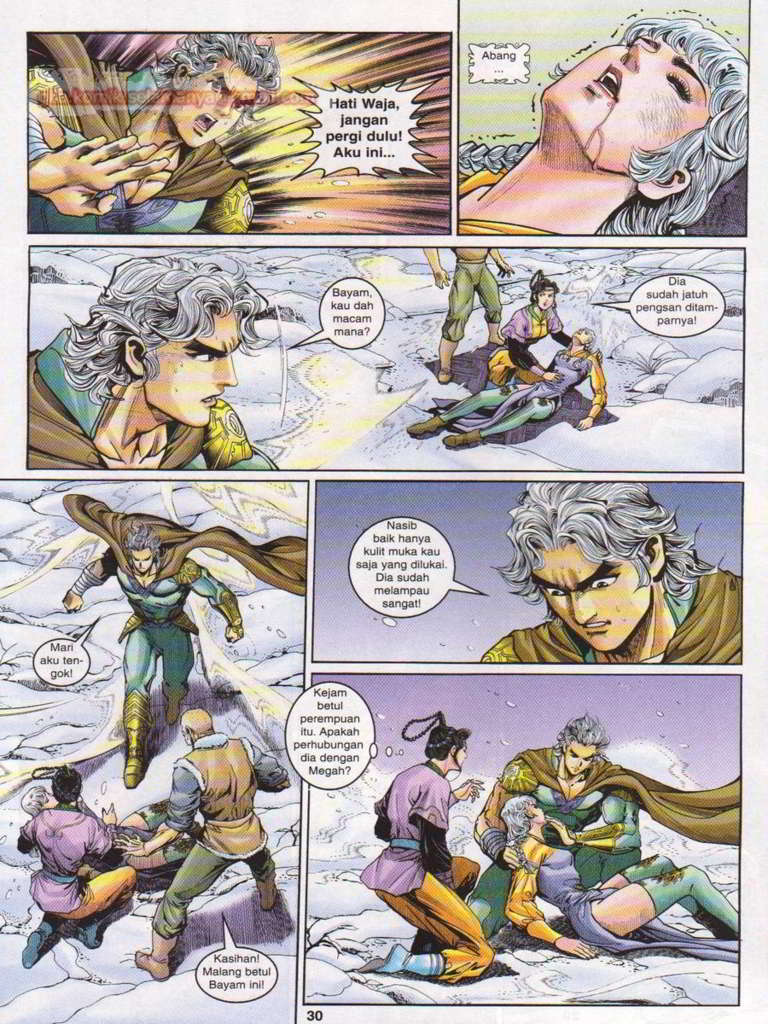 Hati Waja,
jangan
pergi dulu!
Aku ini...
Abang
...
Bayam,
kau dah
macam
mana?
Dia
sudah jatuh
pengsan ditam-
parnya!
Mari
aku ten-
gok!
Kasihan!
Malang betul
Bayam ini!
Nasib
baik hanya
kulit muka kau
saja yang dilukai.
Dia sudah
melampau
sangat!
Kejam
betul
perempuan
itu. Apakah
perhubungan
dia dengan
Megah?
30